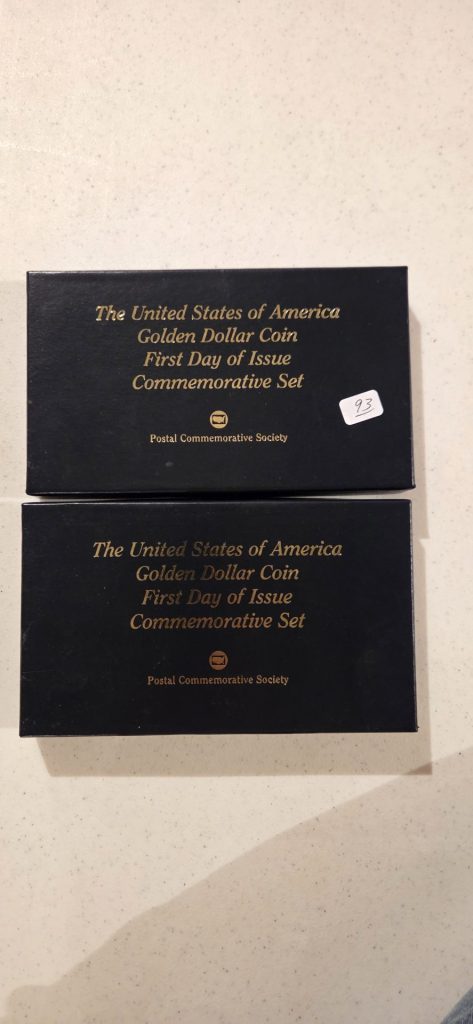 The United States of America
Golden Dollar Coin
First Day of Issue
Commemorative Set
93
Postal Commemorative Society
The United States of America
Golden Dollar Coin
First Day of Issue
Commemorative Set
Postal Commemorative Society